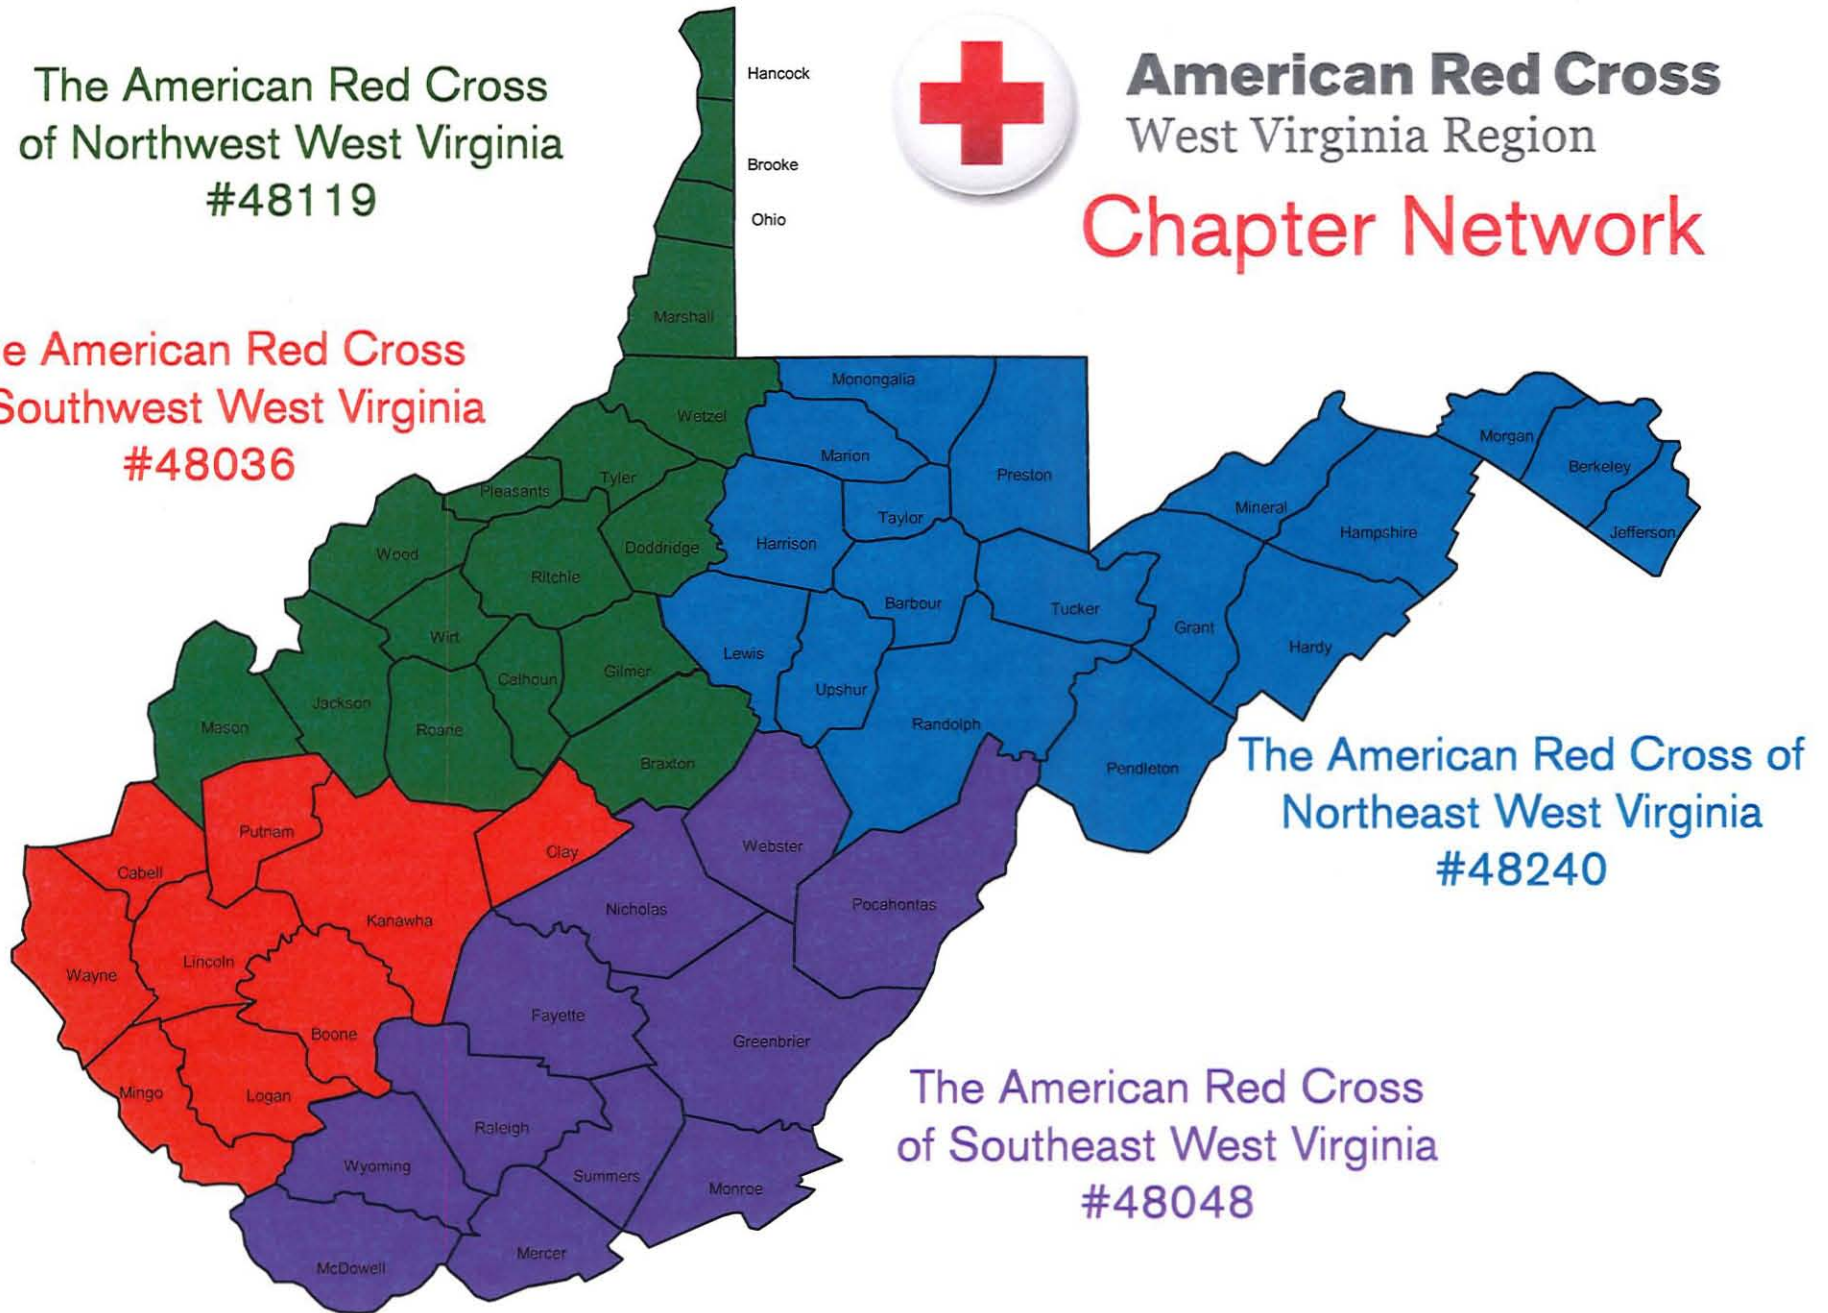 The American Red Cross
of Northwest West Virginia
#48119
American Red Cross
West Virginia Region
Chapter Network
e American Red Cross
Southwest West Virginia
#48036
Hancock
Brooke
Ohio
Marshall
Wetzel
Monongalia
Marion
Preston
Morgan
Berkeley
Jefferson
Mineral
Hampshire
Tyler
Pleasants
Taylor
Wood
Doddridge
Harrison
Ritchie
Barbour
Tucker
Grant
Hardy
Wirt
Lewis
Gilmer
Calhoun
Upshur
Jackson
Mason
Roane
Randolph
Braxton
Pendleton
The American Red Cross of
Northeast West Virginia
#48240
Putnam
Clay
Webster
Cabell
Kanawha
Nicholas
Pocahontas
Lincoln
Wayne
Fayette
Boone
Greenbrier
Mingo
Logan
Raleigh
Wyoming
Summers
Monroe
Mercer
McDowell
The American Red Cross
of Southeast West Virginia
#48048